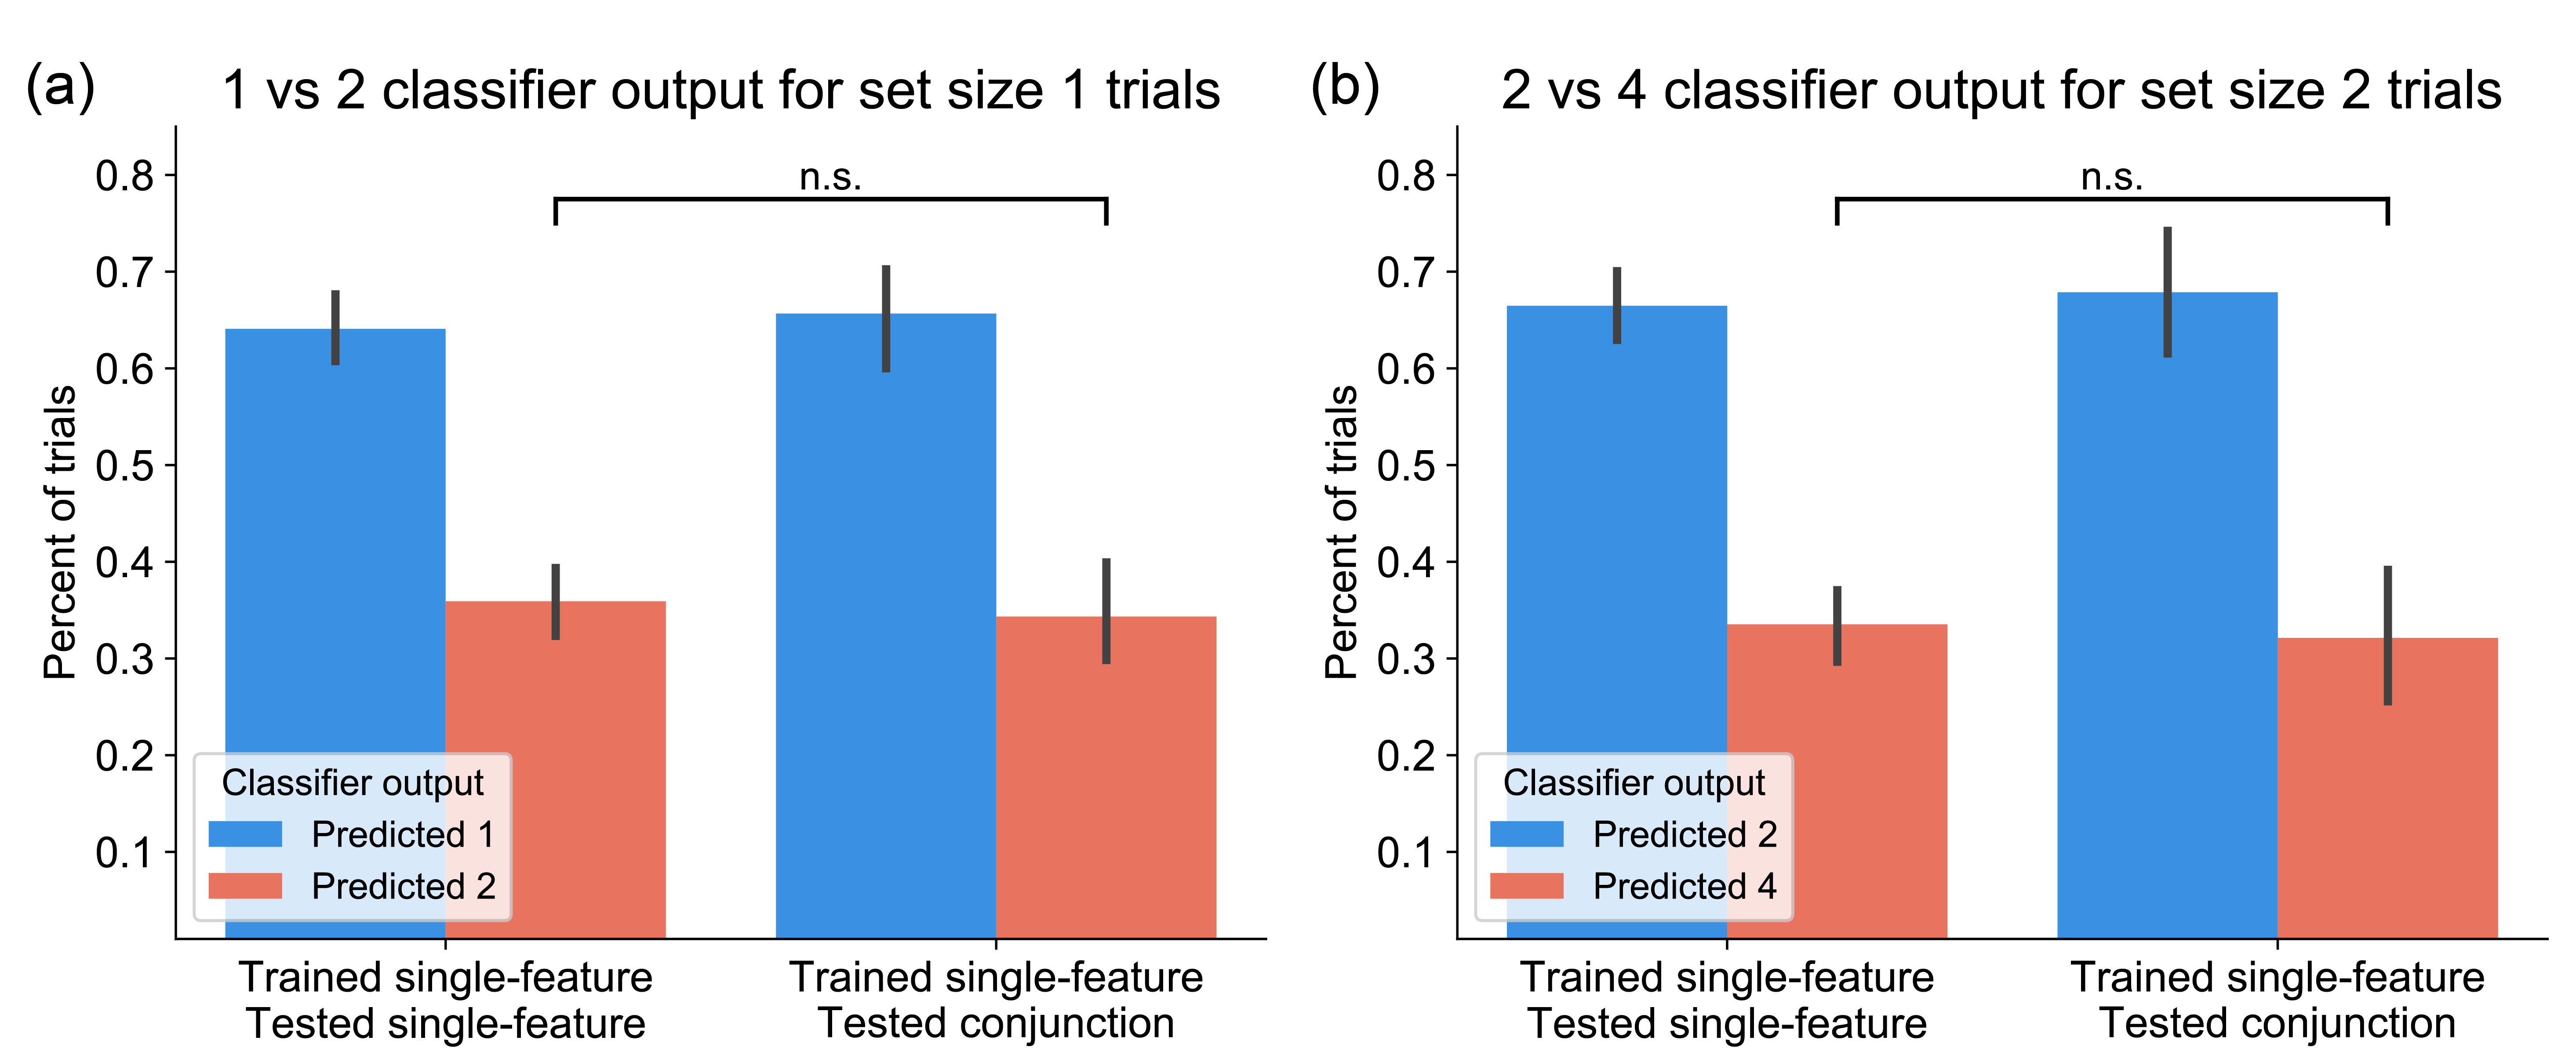 (a)
1 vs 2 classifier output for set size 1 trials
Percent of trials
0.8
0.7
0.6
0.5
0.4
0.3
0.2
0.1
n.s.
Classifier output
Predicted 1
Predicted 2
Trained single-feature
Tested single-feature
Trained single-feature
Tested conjunction
(b)
2 vs 4 classifier output for set size 2 trials
Percent of trials
0.8
0.7
0.6
0.5
0.4
0.3
0.2
0.1
n.s.
Classifier output
Predicted 2
Predicted 4
Trained single-feature
Tested single-feature
Trained single-feature
Tested conjunction